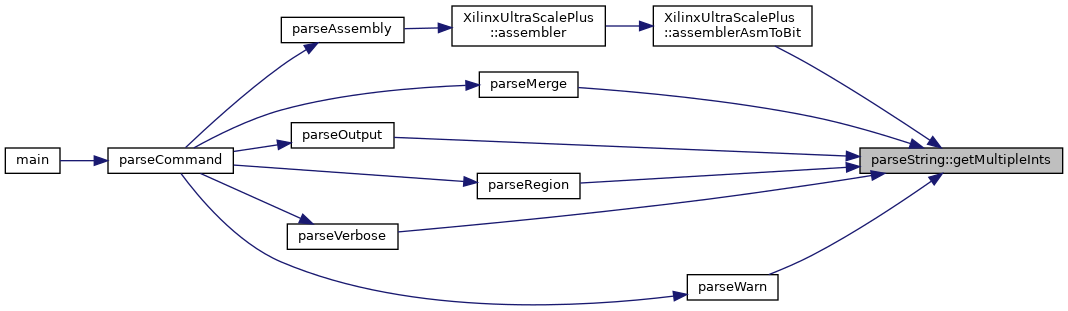 parseAssembly
XilinxUltraScalePlus
::assembler
XilinxUltraScalePlus
::assemblerAsmToBit
parseMerge
parseOutput
main
parseCommand
parseString::getMultipleInts
parseRegion
parseVerbose
parseWarn